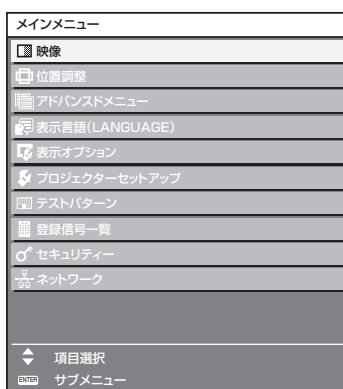 メインメニュー
映像
位置調整
アドバンスドメニュー
表示言語(LANGUAGE)
表示オプション
プロジェクターセットアップ
テストパターン
登録信号一覧
セキュリティー
ネットワーク
項目選択
ENTER サブメニュー